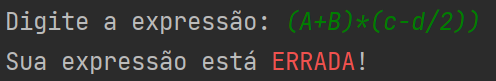 Digite a expressão: (A+B)*(c-d/2))
Sua expressão está ERRADA!